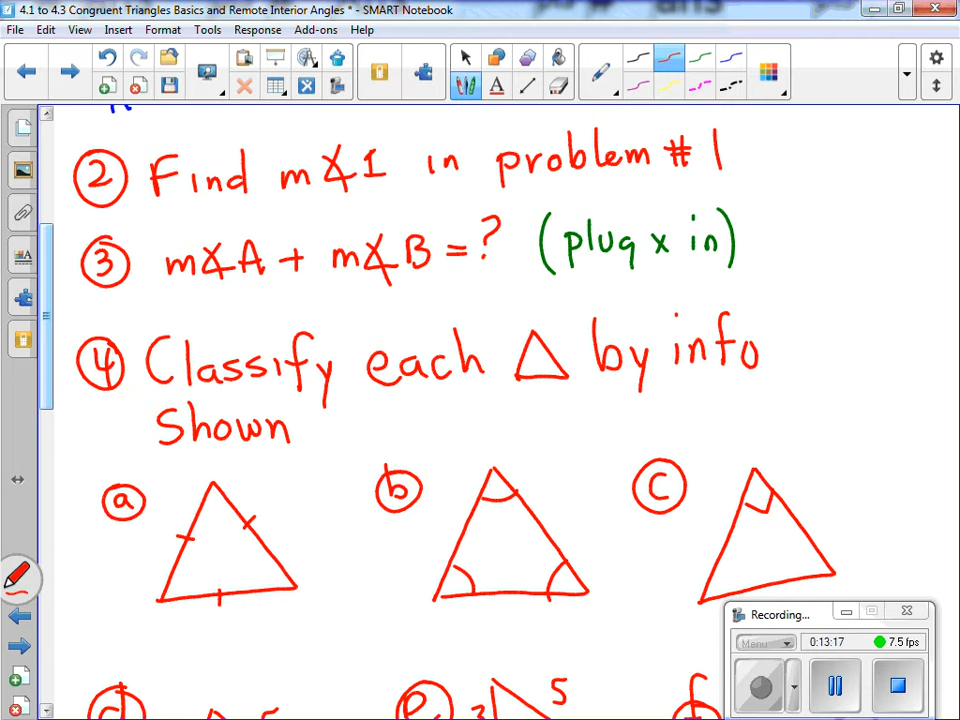 4.1 to 4.3 Congruent Triangles Basics and Remote Interior Angles * - SMART Notebook
File Edit View Insert Format Tools Response Add-ons Help
② Find m∡1 in problem # 1
③ m∡A + m∡B = ? (plug x in)
④ Classify each △ by info
Shown
ⓐ ⓑ ⓒ
Recording...
Menu 0:13:17 7.5 fps
ⓓ 5 ⓔ 3 5 ⓕ